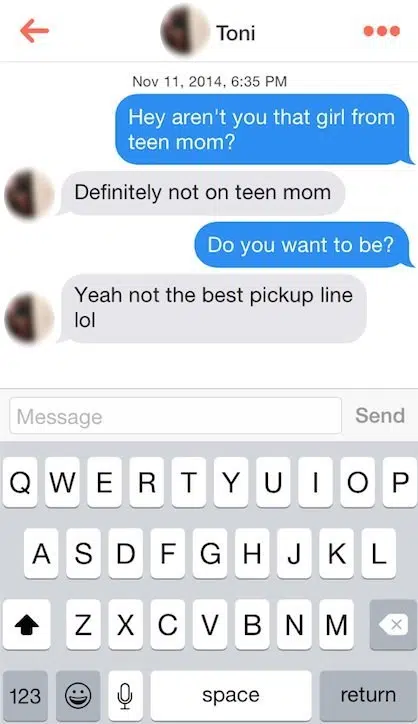 Toni
Nov 11, 2014, 6:35 PM
Hey aren't you that girl from
teen mom?
Definitely not on teen mom
Do you want to be?
Yeah not the best pickup line
lol
Message
Send
Q W E R T Y U I O P
A S D F G H J K L
Z X C V B N M
123
space
return